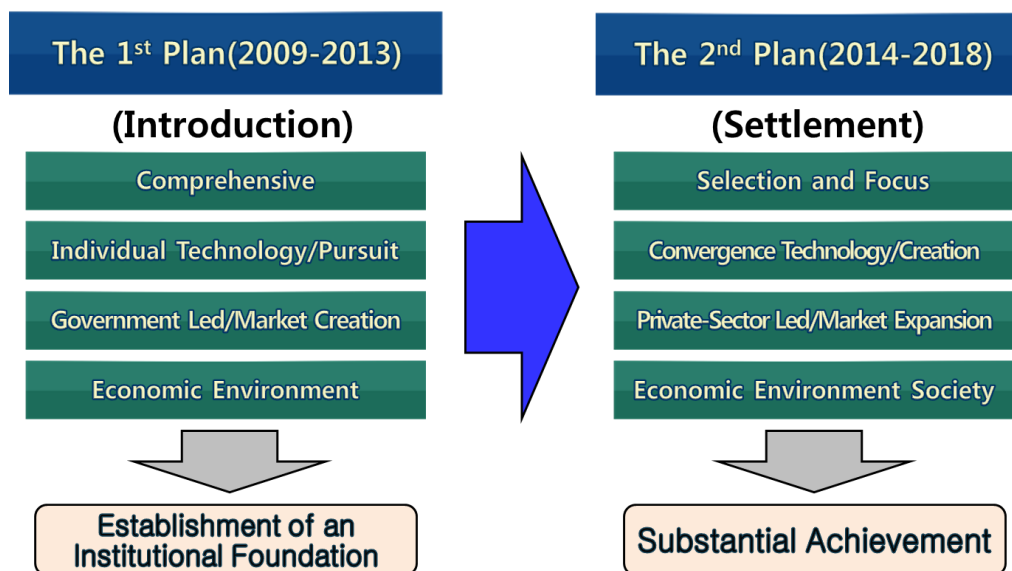 The 1st Plan(2009-2013)
(Introduction)
Comprehensive
Individual Technology/Pursuit
Government Led/Market Creation
Economic Environment
Establishment of an
Institutional Foundation
The 2nd Plan(2014-2018)
(Settlement)
Selection and Focus
Convergence Technology/Creation
Private-Sector Led/Market Expansion
Economic Environment Society
Substantial Achievement